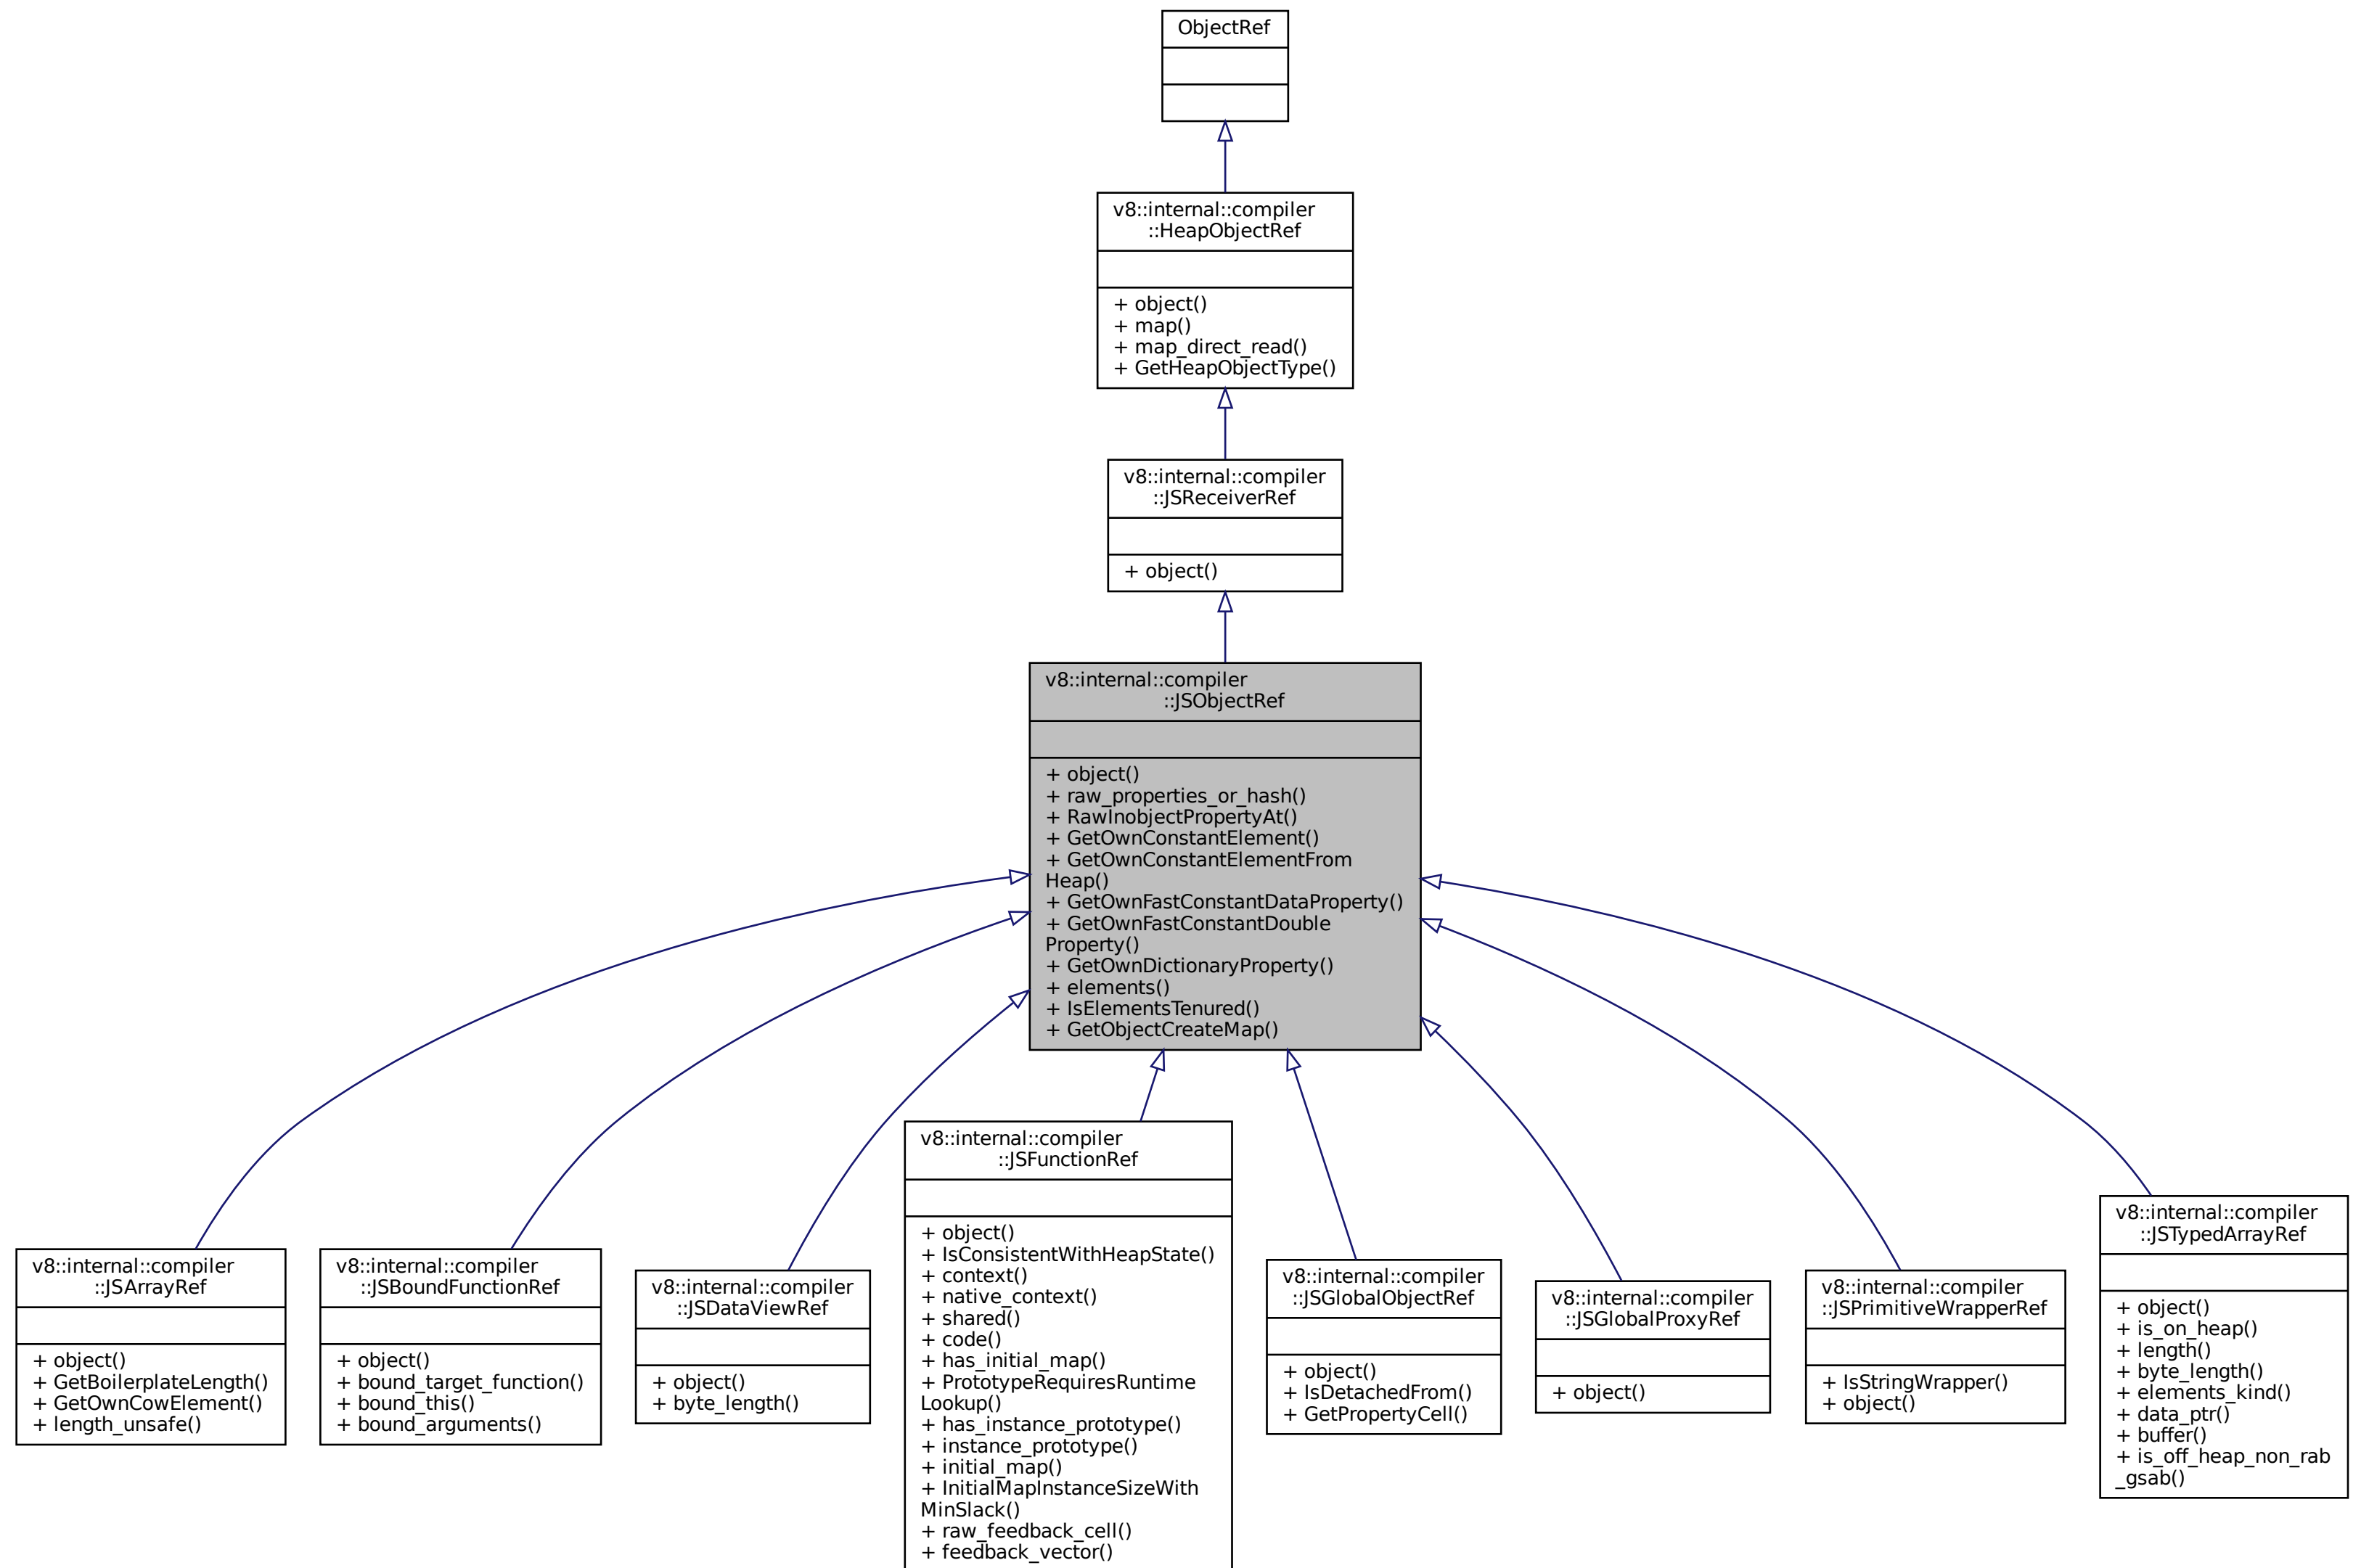 ObjectRef
v8::internal::compiler
::HeapObjectRef
+ object()
+ map()
+ map_direct_read()
+ GetHeapObjectType()
v8::internal::compiler
::JSReceiverRef
+ object()
v8::internal::compiler
::JSObjectRef
+ object()
+ raw_properties_or_hash()
+ RawInobjectPropertyAt()
+ GetOwnConstantElement()
+ GetOwnConstantElementFrom
Heap()
+ GetOwnFastConstantDataProperty()
+ GetOwnFastConstantDouble
Property()
+ GetOwnDictionaryProperty()
+ elements()
+ IsElementsTenured()
+ GetObjectCreateMap()
v8::internal::compiler
::JSArrayRef
+ object()
+ GetBoilerplateLength()
+ GetOwnCowElement()
+ length_unsafe()
v8::internal::compiler
::JSBoundFunctionRef
+ object()
+ bound_target_function()
+ bound_this()
+ bound_arguments()
v8::internal::compiler
::JSDataViewRef
+ object()
+ byte_length()
v8::internal::compiler
::JSFunctionRef
+ object()
+ IsConsistentWithHeapState()
+ context()
+ native_context()
+ shared()
+ code()
+ has_initial_map()
+ PrototypeRequiresRuntime
Lookup()
+ has_instance_prototype()
+ instance_prototype()
+ initial_map()
+ InitialMapInstanceSizeWith
MinSlack()
+ raw_feedback_cell()
+ feedback_vector()
v8::internal::compiler
::JSGlobalObjectRef
+ object()
+ IsDetachedFrom()
+ GetPropertyCell()
v8::internal::compiler
::JSGlobalProxyRef
+ object()
v8::internal::compiler
::JSPrimitiveWrapperRef
+ IsStringWrapper()
+ object()
v8::internal::compiler
::JSTypedArrayRef
+ object()
+ is_on_heap()
+ length()
+ byte_length()
+ elements_kind()
+ data_ptr()
+ buffer()
+ is_off_heap_non_rab
_gsab()